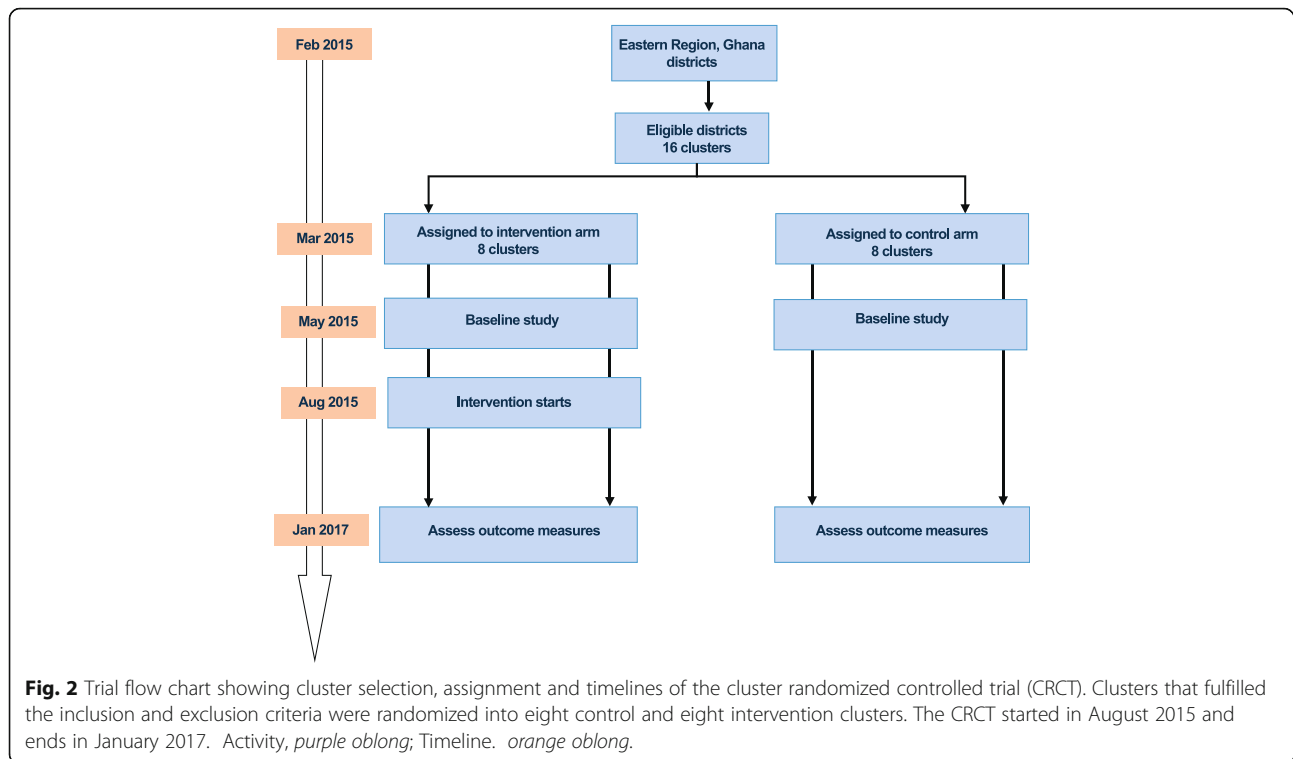 Feb 2015
Eastern Region, Ghana
districts
Eligible districts
16 clusters
Mar 2015
Assigned to intervention arm
8 clusters
Assigned to control arm
8 clusters
May 2015
Baseline study
Baseline study
Aug 2015
Intervention starts
Jan 2017
Assess outcome measures
Assess outcome measures
Fig. 2 Trial flow chart showing cluster selection, assignment and timelines of the cluster randomized controlled trial (CRCT). Clusters that fulfilled
the inclusion and exclusion criteria were randomized into eight control and eight intervention clusters. The CRCT started in August 2015 and
ends in January 2017. Activity, purple oblong; Timeline. orange oblong.